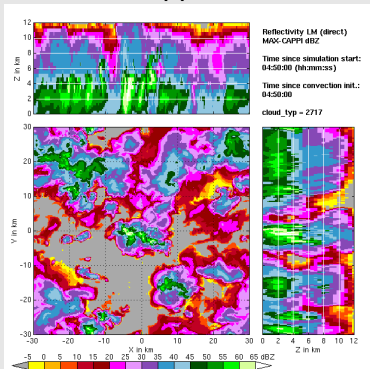 Reflectivity LM (direct)
MAX-CAPPI dBZ
Time since simulation start:
04:50:00 (hh:mm:ss)
Time since convection init.:
04:50:00
cloud_typ = 2717
12
10
8
6
4
2
0
Z in km
30
20
10
0
-10
-20
-30
Y in km
-30 -20 -10 0 10 20 30
X in km
0 2 4 6 8 10 12
Z in km
-5 0 5 10 15 20 25 30 35 40 45 50 55 60 65 dBZ